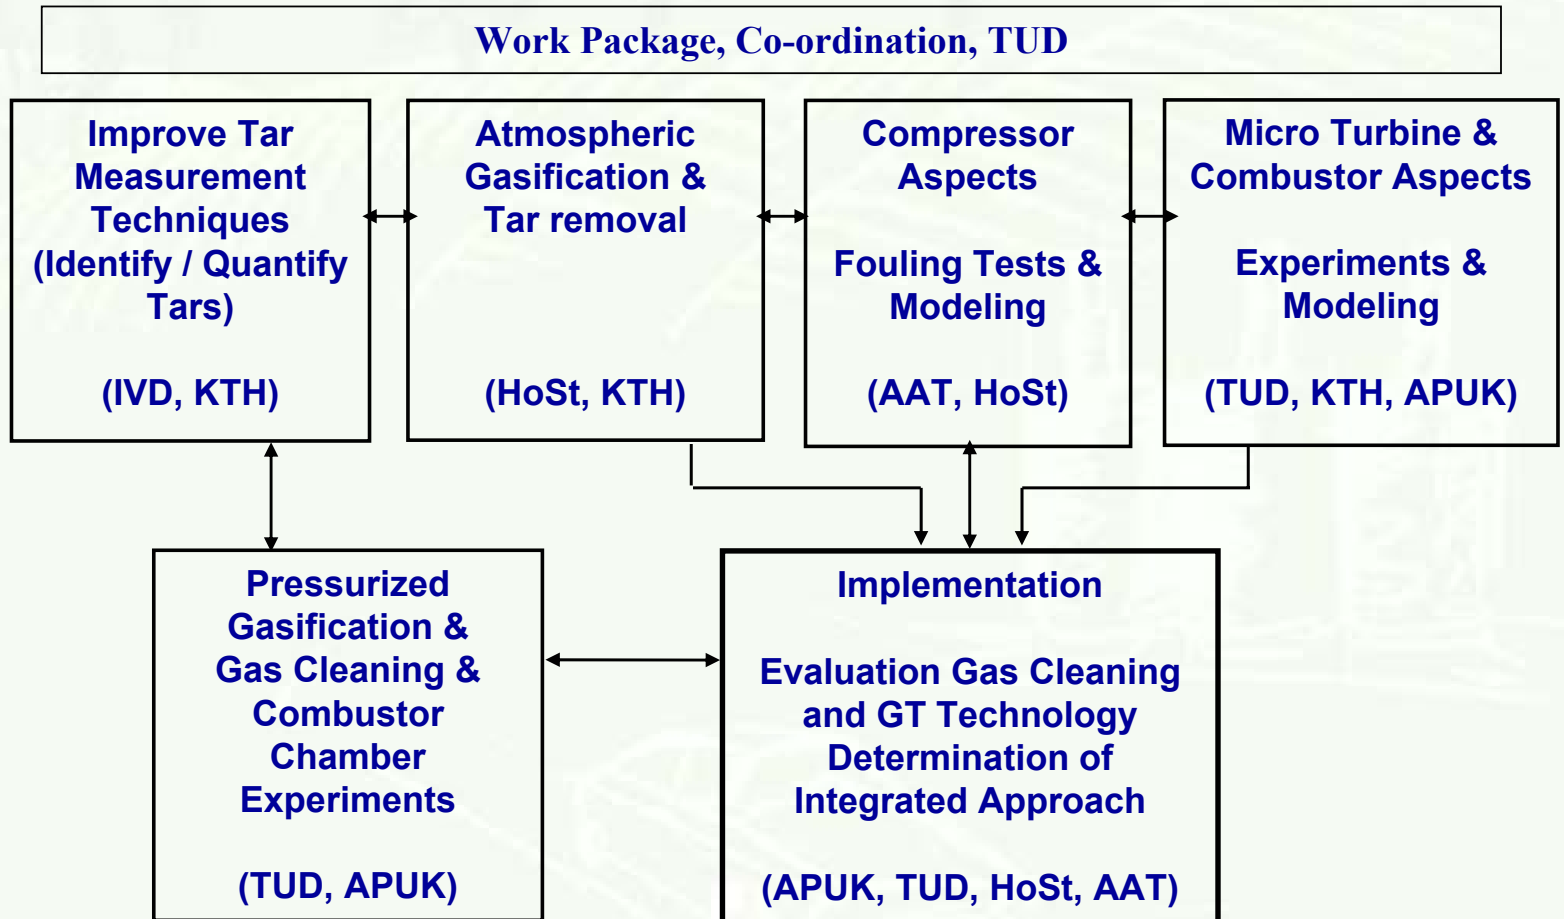 Work Package, Co-ordination, TUD
Improve Tar
Measurement
Techniques
(Identify / Quantify
Tars)
(IVD, KTH)
Atmospheric
Gasification &
Tar removal
(HoSt, KTH)
Compressor
Aspects
Fouling Tests &
Modeling
(AAT, HoSt)
Micro Turbine &
Combustor Aspects
Experiments &
Modeling
(TUD, KTH, APUK)
Pressurized
Gasification &
Gas Cleaning &
Combustor
Chamber
Experiments
(TUD, APUK)
Implementation
Evaluation Gas Cleaning
and GT Technology
Determination of
Integrated Approach
(APUK, TUD, HoSt, AAT)